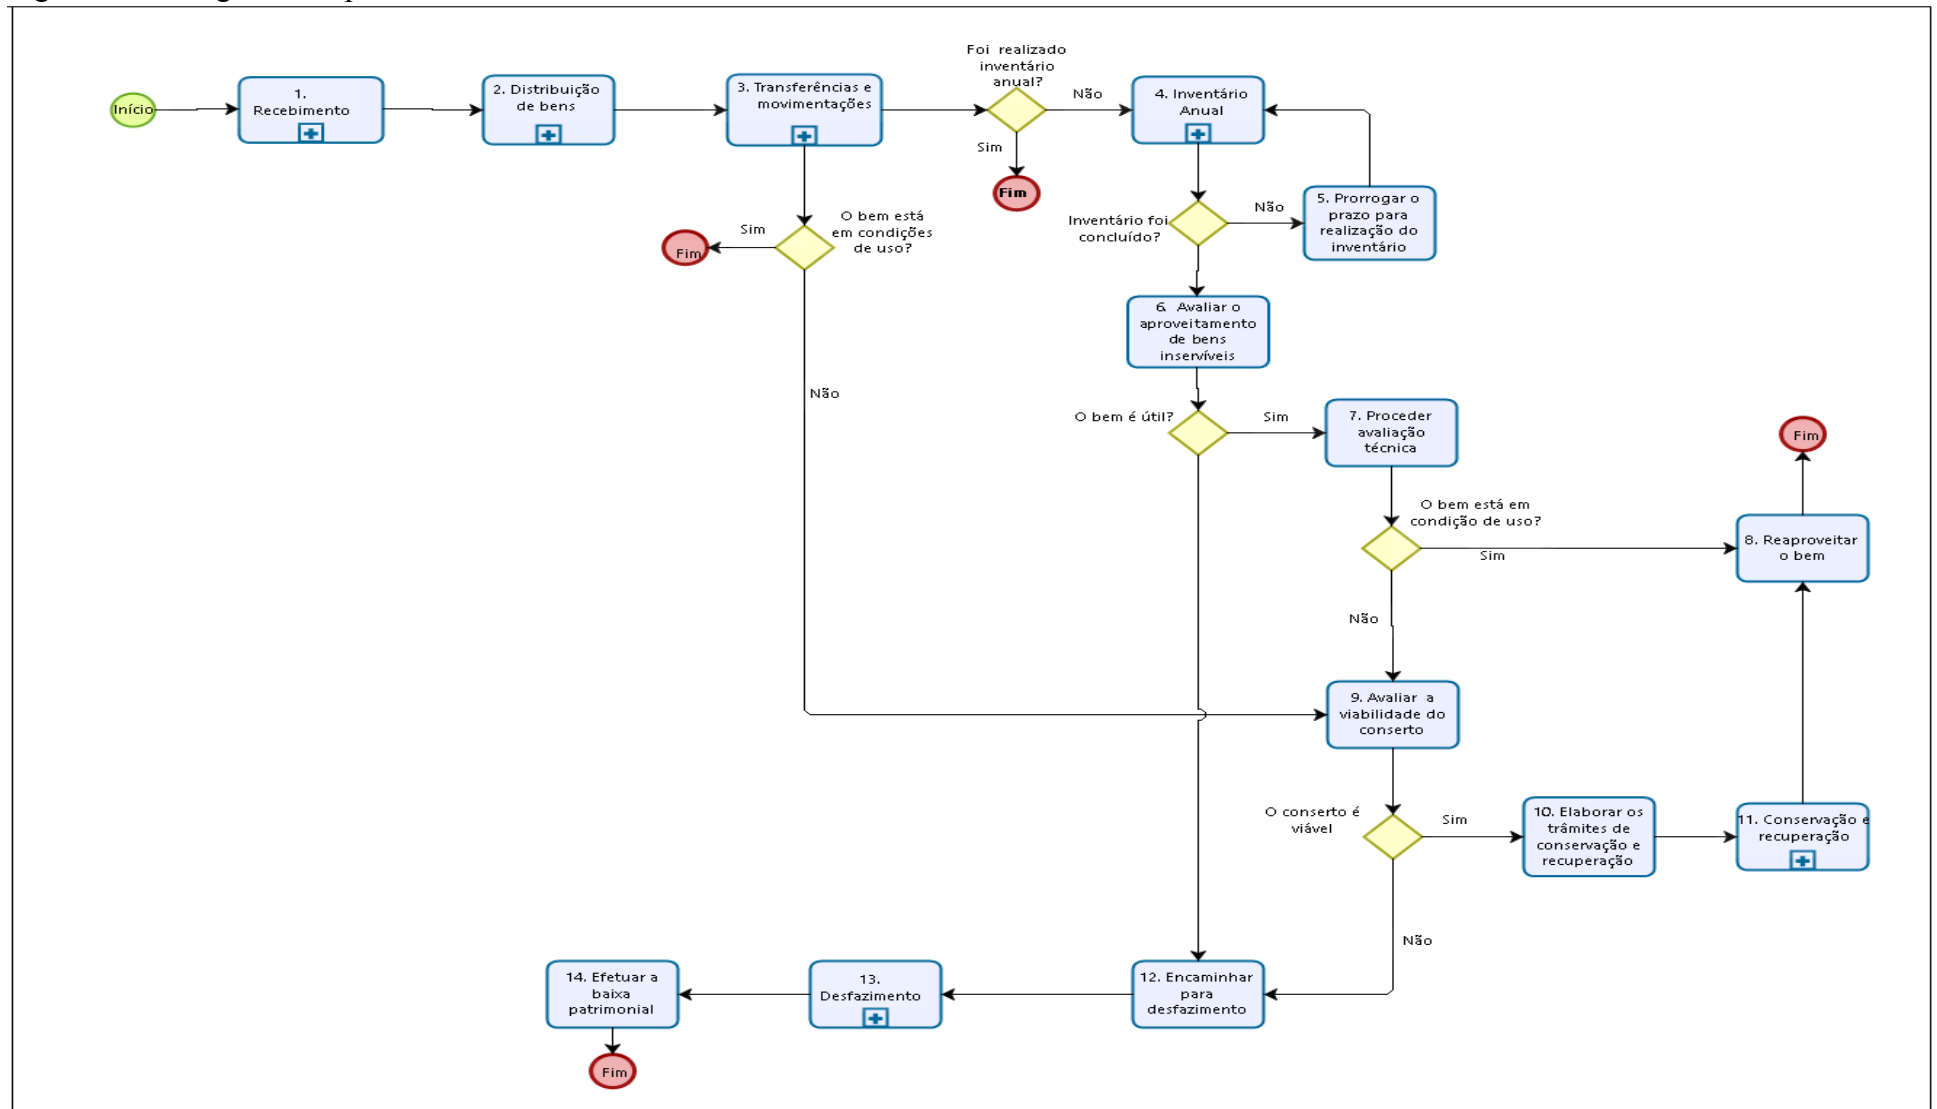 Início
1.
Recebimento
2. Distribuição
de bens
3. Transferências e
movimentações
Foi realizado
inventário
anual?
Não
Sim
Fim
4. Inventário
Anual
Inventário foi
concluído?
Não
5. Prorrogar o
prazo para
realização do
inventário
O bem está
em condições
de uso?
Sim
Fim
Não
6. Avaliar o
aproveitamento
de bens
inservíveis
O bem é útil?
Sim
7. Proceder
avaliação
técnica
O bem está em
condição de uso?
Sim
Não
Fim
8. Reaproveitar
o bem
9. Avaliar a
viabilidade do
conserto
O conserto é
viável
Sim
10. Elaborar os
trâmites de
conservação e
recuperação
11. Conservação e
recuperação
Não
12. Encaminhar
para
desfazimento
13.
Desfazimento
14. Efetuar a
baixa
patrimonial
Fim